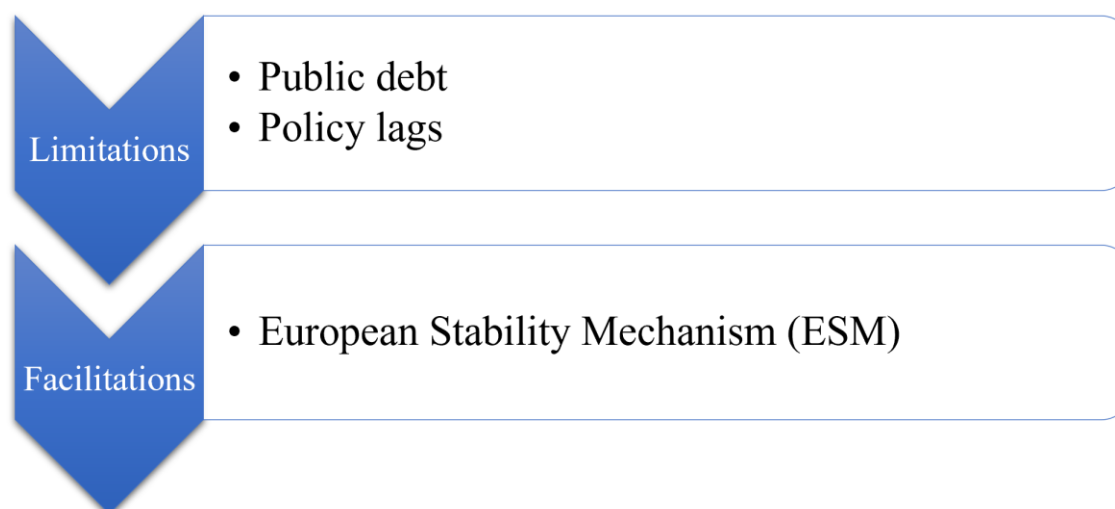 Limitations
• Public debt
• Policy lags
Facilitations
• European Stability Mechanism (ESM)